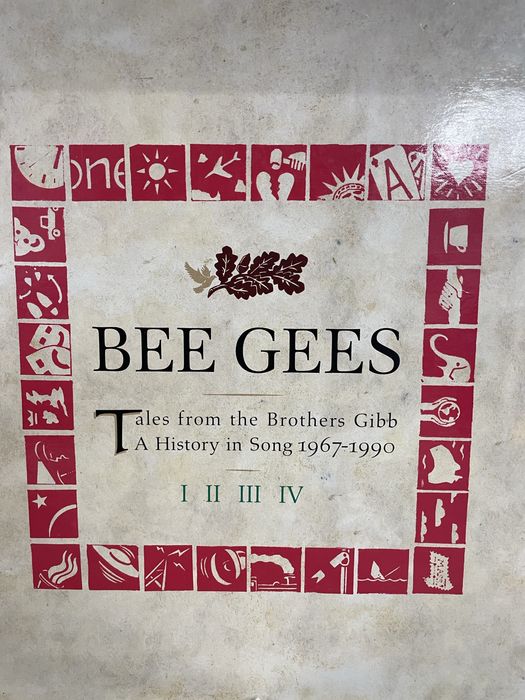 one
A
BEE GEES
Tales from the Brothers Gibb
A History in Song 1967-1990
I II III IV